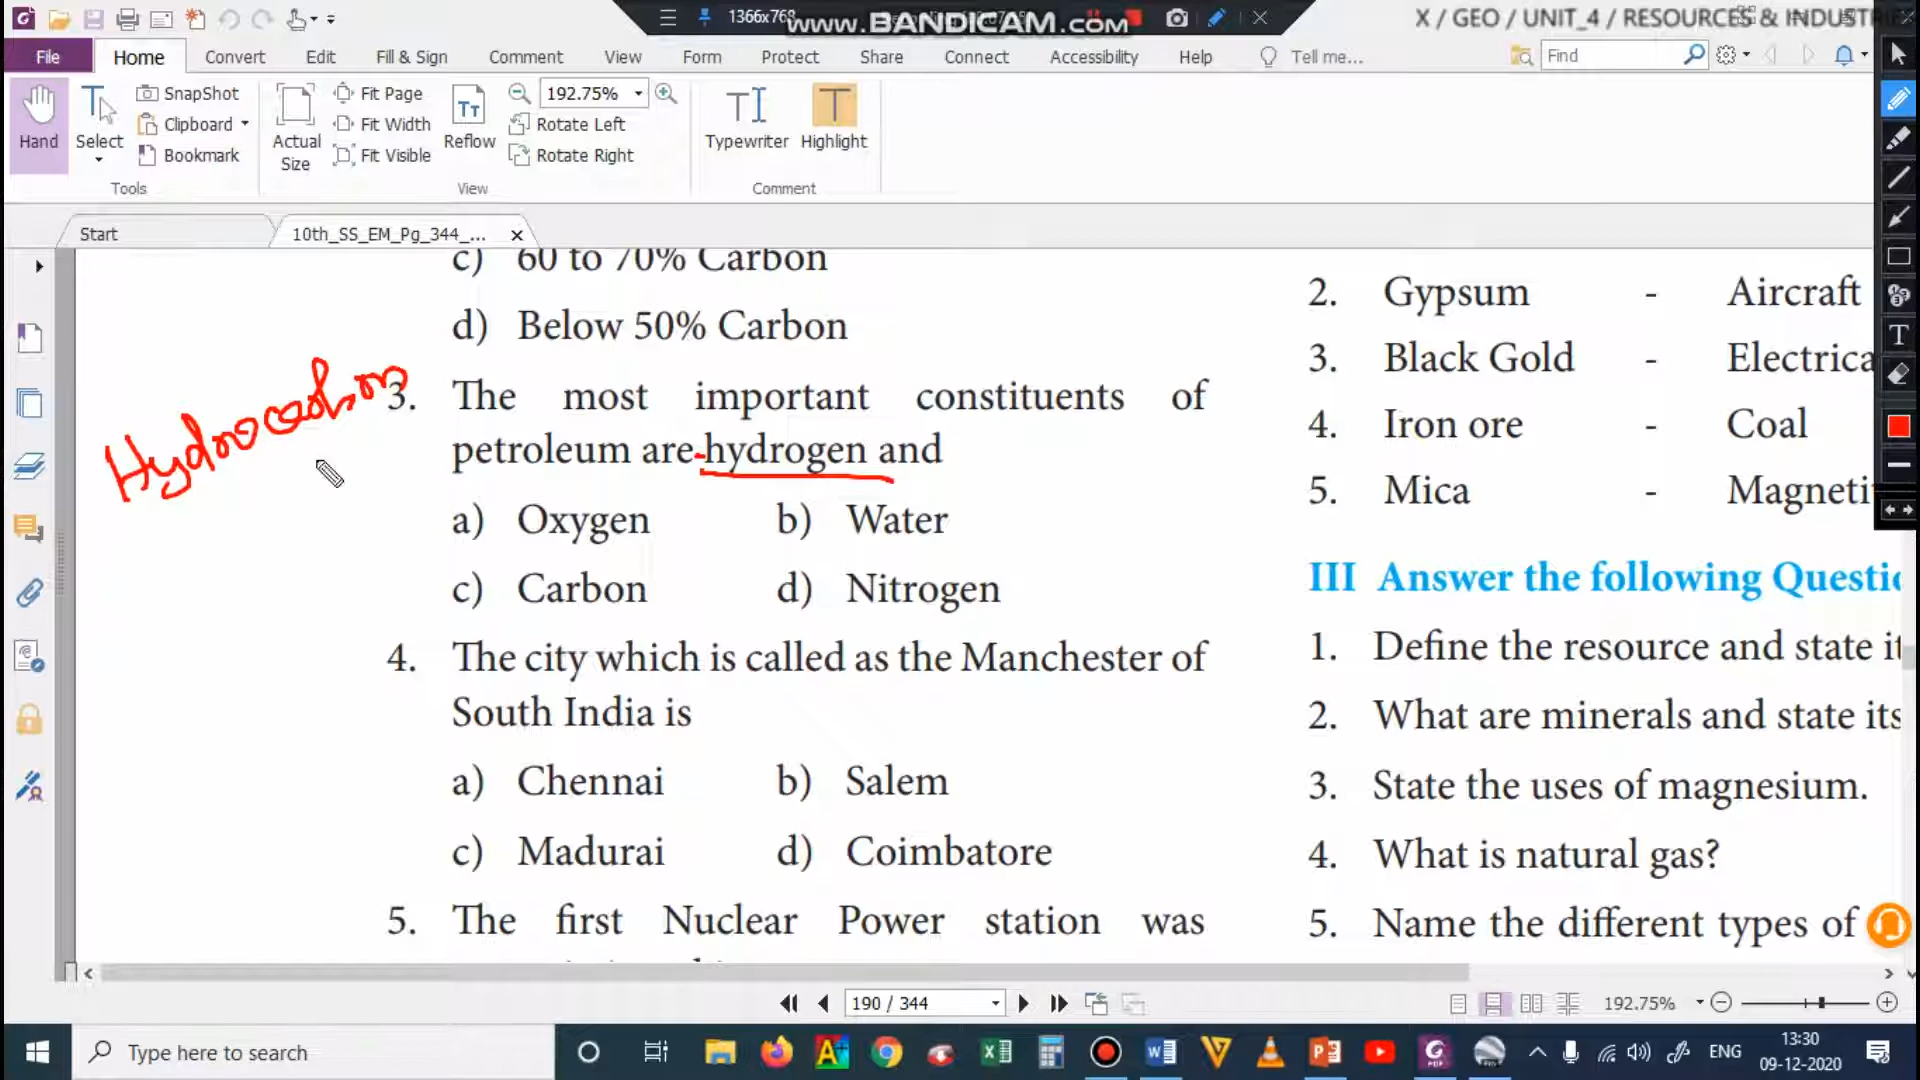 1366x768
www.BANDICAM.com
X / GEO / UNIT_4 / RESOURCES & INDUSTRI
File
Home
Convert
Edit
Fill & Sign
Comment
View
Form
Protect
Share
Connect
Accessibility
Help
Tell me...
Find
Hand
Select
SnapShot
Clipboard
Bookmark
Tools
Actual
Size
Fit Page
Fit Width
Fit Visible
Reflow
192.75%
Rotate Left
Rotate Right
View
Typewriter
Highlight
Comment
Start
10th_SS_EM_Pg_344_...
c) 60 to 70% Carbon
d) Below 50% Carbon
Hydrocarbon
3. The most important constituents of
petroleum are hydrogen and
a) Oxygen b) Water
c) Carbon d) Nitrogen
4. The city which is called as the Manchester of
South India is
a) Chennai b) Salem
c) Madurai d) Coimbatore
5. The first Nuclear Power station was
2. Gypsum - Aircraft
3. Black Gold - Electrica
4. Iron ore - Coal
5. Mica - Magneti
III Answer the following Questio
1. Define the resource and state it
2. What are minerals and state its
3. State the uses of magnesium.
4. What is natural gas?
5. Name the different types of
190 / 344
192.75%
Type here to search
ENG
13:30
09-12-2020